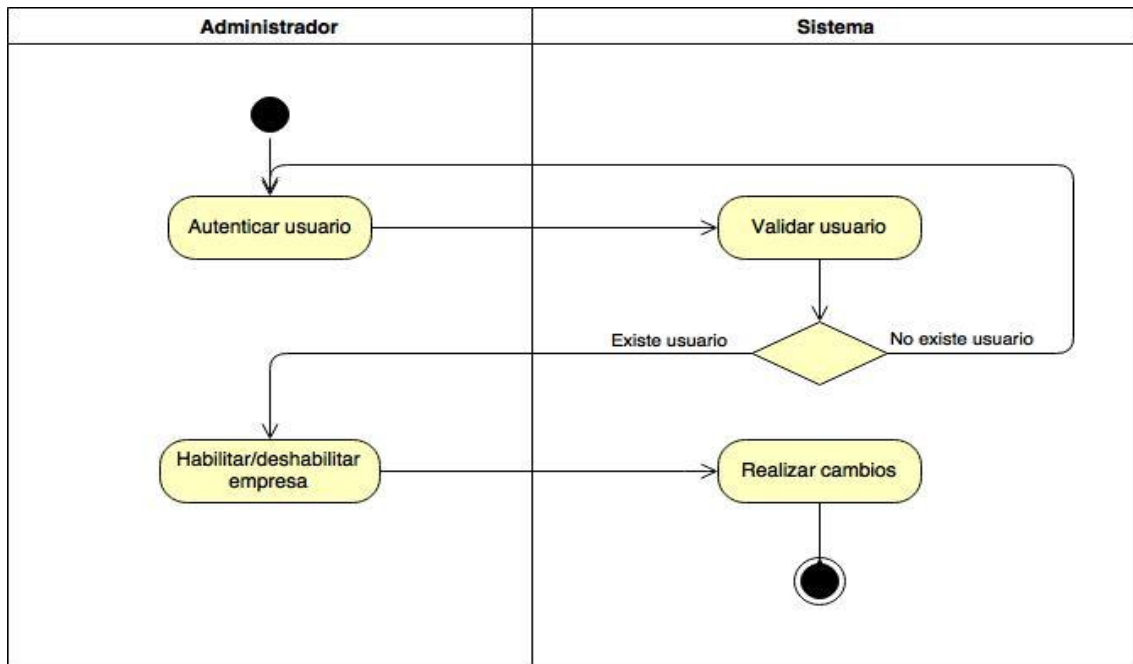 Administrador
Sistema
Autenticar usuario
Validar usuario
Existe usuario
No existe usuario
Habilitar/deshabilitar
empresa
Realizar cambios